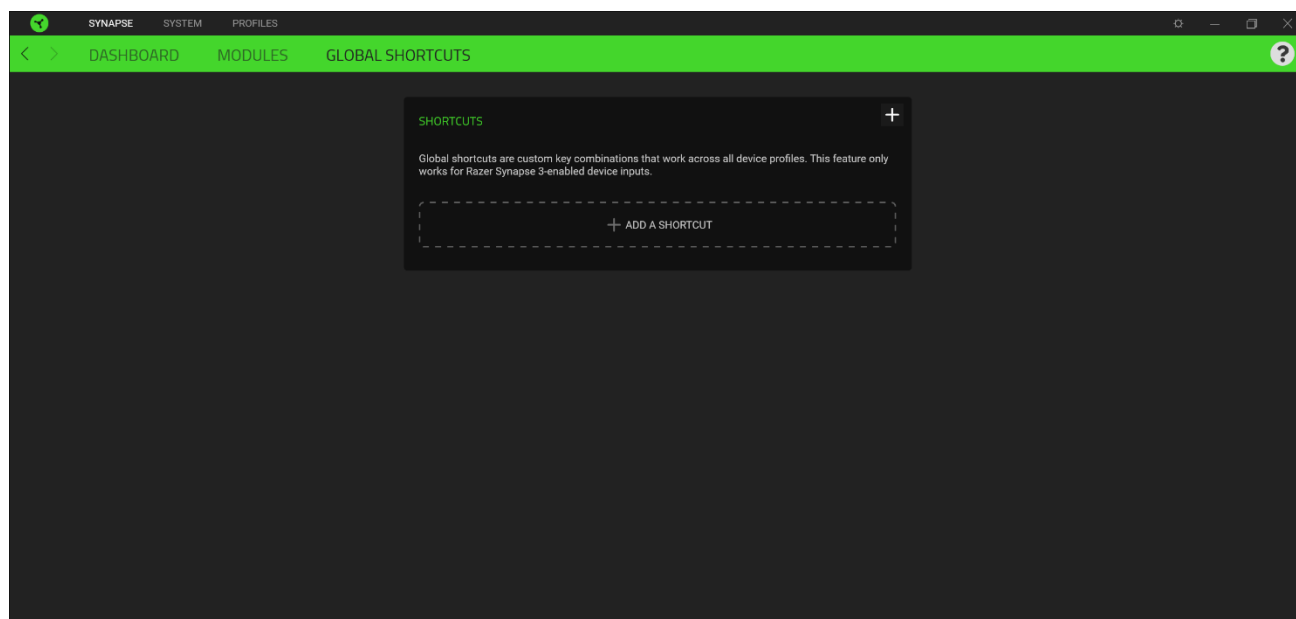 SYNAPSE SYSTEM PROFILES
DASHBOARD MODULES GLOBAL SHORTCUTS ?
SHORTCUTS
Global shortcuts are custom key combinations that work across all device profiles. This feature only
works for Razer Synapse 3-enabled device inputs.
ADD A SHORTCUT